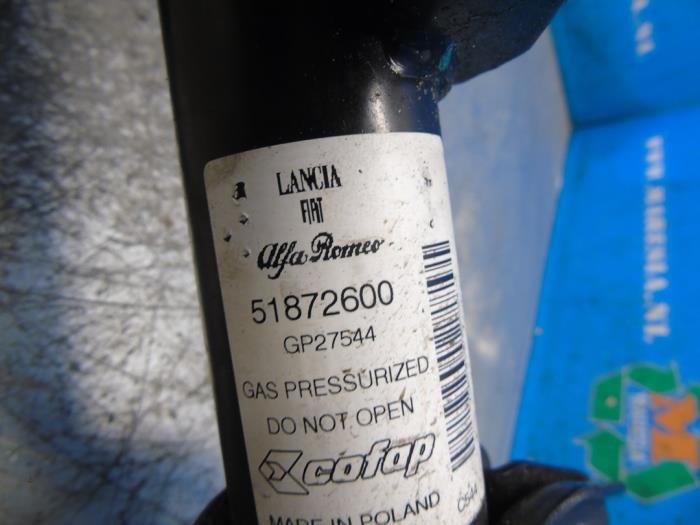 LANCIA
FIAT
Alfa Romeo
51872600
GP27544
GAS PRESSURIZED
DO NOT OPEN
cofap
MADE IN POLAND
M